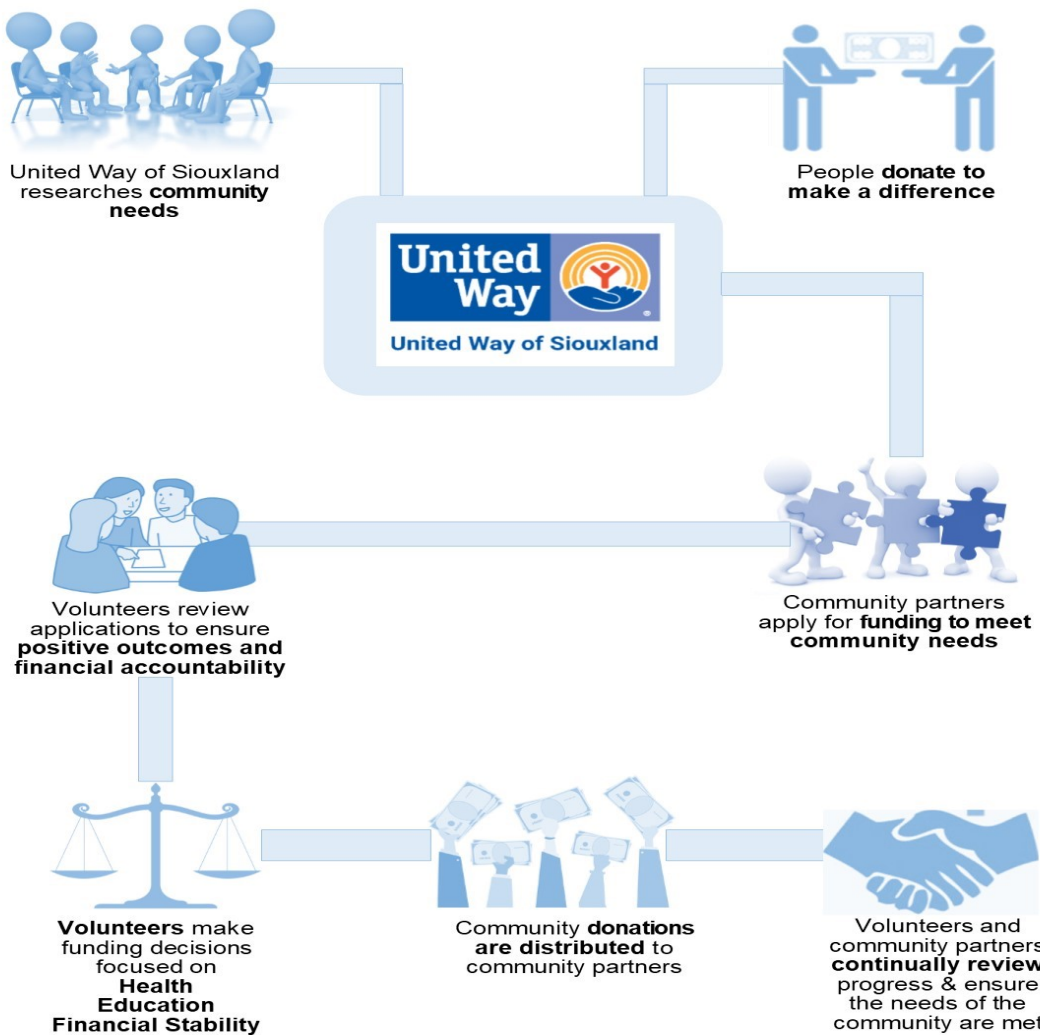 United Way of Siouxland
researches community
needs
People donate to
make a difference
United
Way
®
United Way of Siouxland
Volunteers review
applications to ensure
positive outcomes and
financial accountability
Community partners
apply for funding to meet
community needs
Volunteers make
funding decisions
focused on
Health
Education
Financial Stability
Community donations
are distributed to
community partners
Volunteers and
community partners
continually review
progress & ensure
the needs of the
community are met